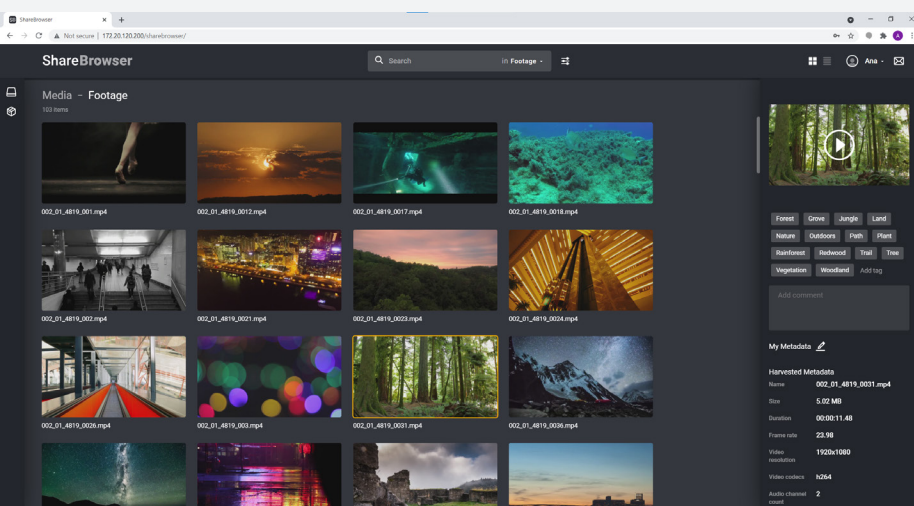 ShareBrowser
Not secure | 172.20.120.200/sharebrowser/
A
ShareBrowser
Search in Footage
Ana
Media - Footage
103 items
002_01_4819_001.mp4 002_01_4819_0012.mp4 002_01_4819_0017.mp4 002_01_4819_0018.mp4
002_01_4819_002.mp4 002_01_4819_0021.mp4 002_01_4819_0023.mp4 002_01_4819_0024.mp4
002_01_4819_0026.mp4 002_01_4819_003.mp4 002_01_4819_0031.mp4 002_01_4819_0036.mp4
Forest Grove Jungle Land
Nature Outdoors Path Plant
Rainforest Redwood Trail Tree
Vegetation Woodland Add tag
Add comment
My Metadata
Harvested Metadata
Name 002_01_4819_0031.mp4
Size 5.02 MB
Duration 00:00:11.48
Frame rate 23.98
Video resolution 1920x1080
Video codecs h264
Audio channel count 2